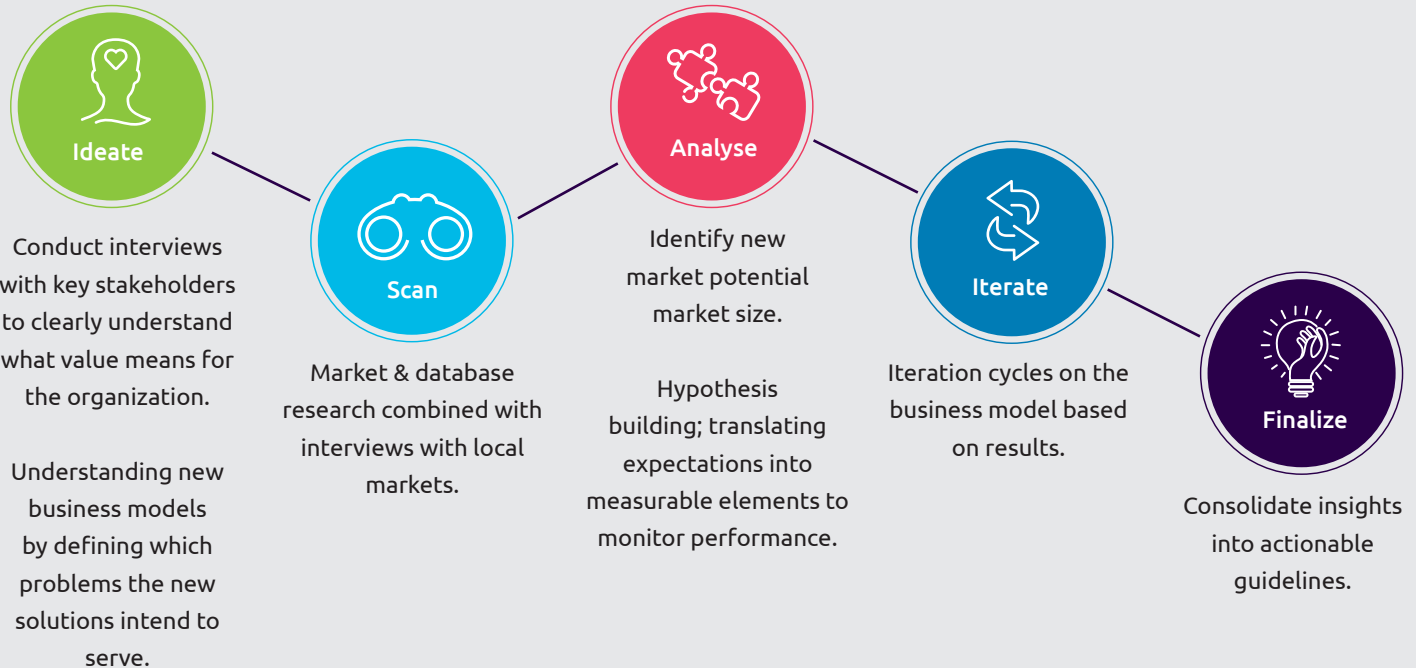 Ideate
Conduct interviews
with key stakeholders
to clearly understand
what value means for
the organization.
Understanding new
business models
by defining which
problems the new
solutions intend to
serve.
Scan
Market & database
research combined with
interviews with local
markets.
Analyse
Identify new
market potential
market size.
Hypothesis
building; translating
expectations into
measurable elements to
monitor performance.
Iterate
Iteration cycles on the
business model based
on results.
Finalize
Consolidate insights
into actionable
guidelines.